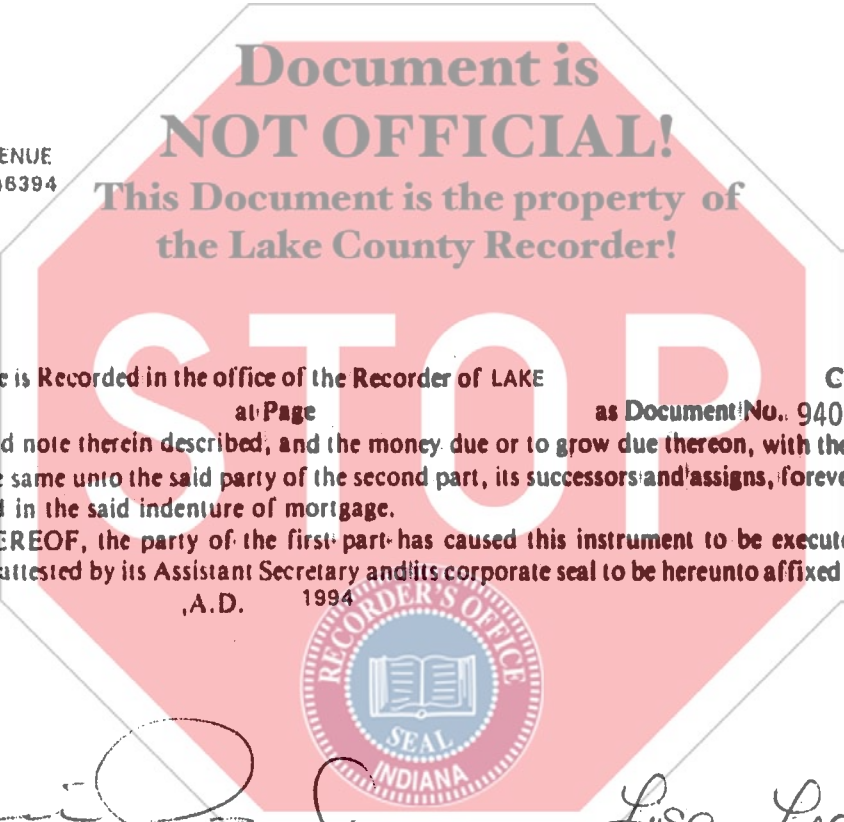 Document is
NOT OFFICIAL!
ENUE
46394
This Document is the property of
the Lake County Recorder!
STOP
e is Recorded in the office of the Recorder of LAKE C
at Page as Document No. 940
d note therein described, and the money due or to grow due thereon, with the
e same unto the said party of the second part, its successors and assigns, foreve
d in the said indenture of mortgage.
EREOF, the party of the first part has caused this instrument to be execute
attested by its Assistant Secretary and its corporate seal to be hereunto affixed
,A.D. 1994
RECORDER'S OFFICE
SEAL
INDIANA